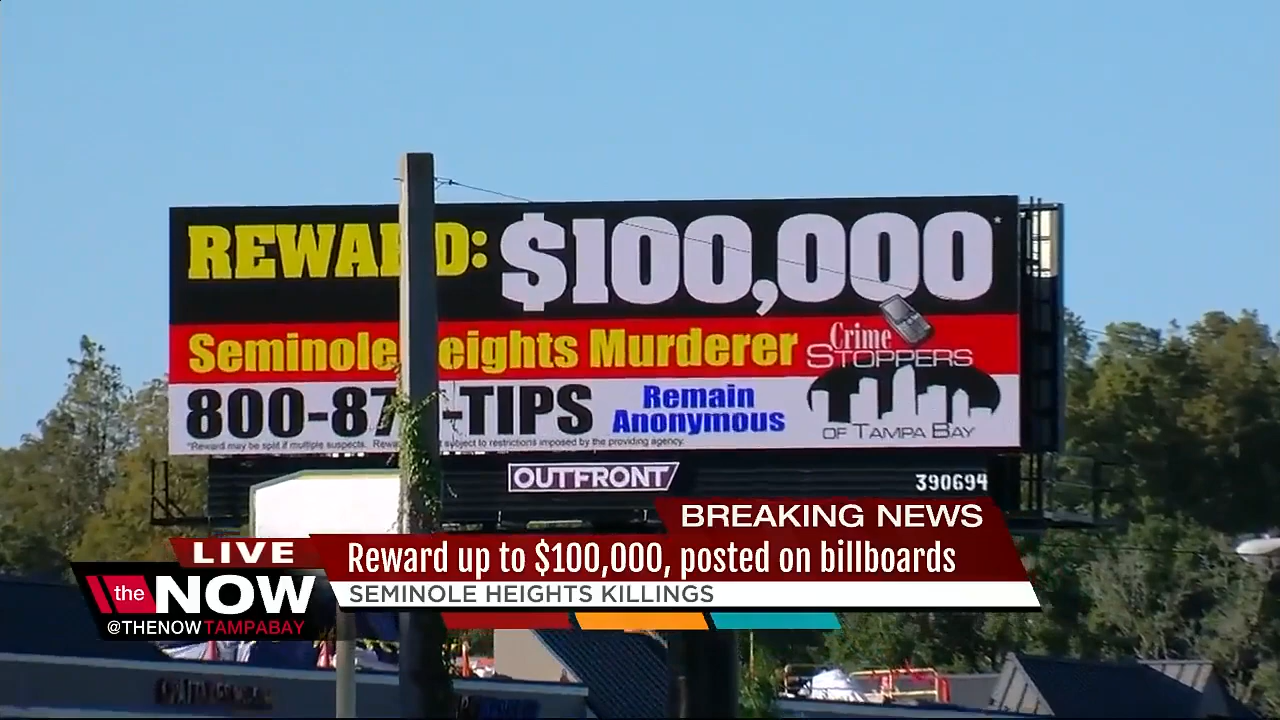 REWARD: $100,000*
Seminole Heights Murderer
Crime
STOPPERS
OF TAMPA BAY
800-87 -TIPS
Remain
Anonymous
*Reward may be split if multiple suspects. subject to restrictions imposed by the providing agency.
OUTFRONT
390694
BREAKING NEWS
LIVE
Reward up to $100,000, posted on billboards
SEMINOLE HEIGHTS KILLINGS
the NOW
@THENOWTAMPABAY